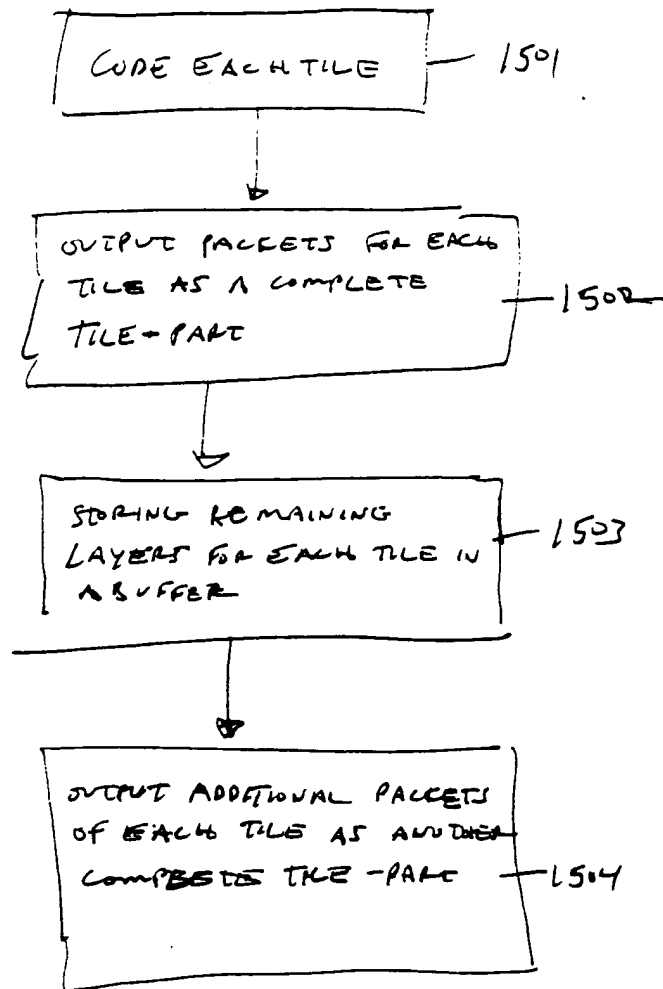 CODE EACH TILE
1501
OUTPUT PACKETS FOR EACH
TILE AS A COMPLETE
TILE-PART
1502
STORING REMAINING
LAYERS FOR EACH TILE IN
A BUFFER
1503
OUTPUT ADDITIONAL PACKETS
OF EACH TILE AS ANOTHER
COMPLETE TILE-PART
1504